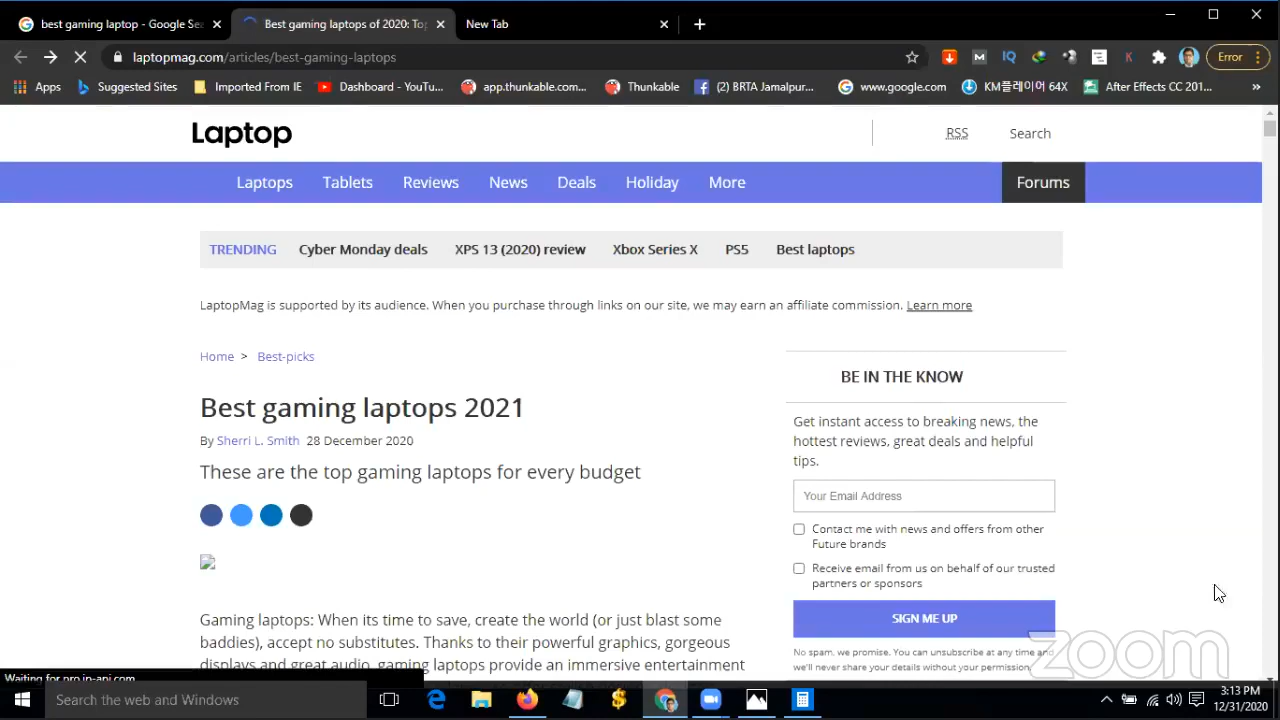 best gaming laptop - Google Sea
Best gaming laptops of 2020: Top
New Tab
laptopmag.com/articles/best-gaming-laptops
Error
Apps
Suggested Sites
Imported From IE
Dashboard - YouTu...
app.thunkable.com...
Thunkable
(2) BRTA Jamalpur...
www.google.com
KM플레이어 64X
After Effects CC 201...
Laptop
RSS
Search
Laptops
Tablets
Reviews
News
Deals
Holiday
More
Forums
TRENDING
Cyber Monday deals
XPS 13 (2020) review
Xbox Series X
PS5
Best laptops
LaptopMag is supported by its audience. When you purchase through links on our site, we may earn an affiliate commission. Learn more
Home > Best-picks
Best gaming laptops 2021
By Sherri L. Smith 28 December 2020
These are the top gaming laptops for every budget
Gaming laptops: When its time to save, create the world (or just blast some
baddies), accept no substitutes. Thanks to their powerful graphics, gorgeous
displays and great audio, gaming laptops provide an immersive entertainment
BE IN THE KNOW
Get instant access to breaking news, the
hottest reviews, great deals and helpful
tips.
Your Email Address
Contact me with news and offers from other
Future brands
Receive email from us on behalf of our trusted
partners or sponsors
SIGN ME UP
No spam, we promise. You can unsubscribe at any time and
we'll never share your details without your permission.
zoom
Waiting for pro.ip-api.com...
Search the web and Windows
3:13 PM
12/31/2020